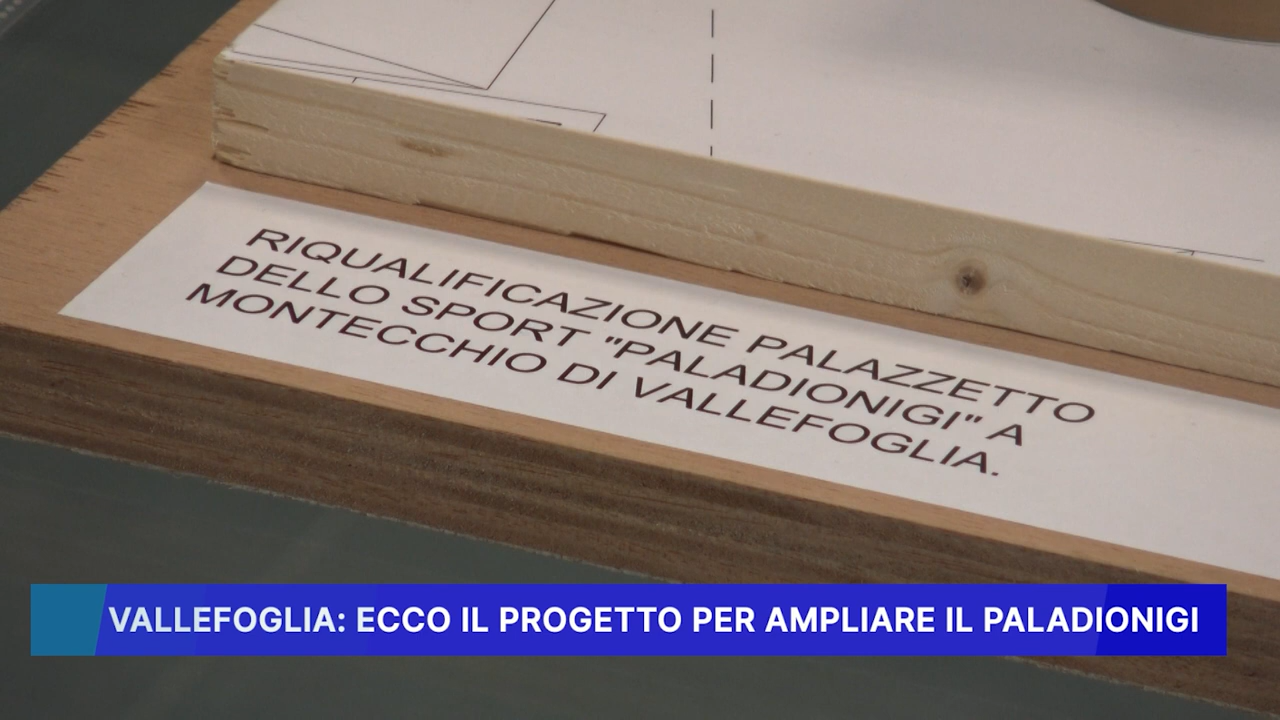 RIQUALIFICAZIONE PALAZZETTO
DELLO SPORT "PALADIONIGI" A
MONTECCHIO DI VALLEFOGLIA.
VALLEFOGLIA: ECCO IL PROGETTO PER AMPLIARE IL PALADIONIGI